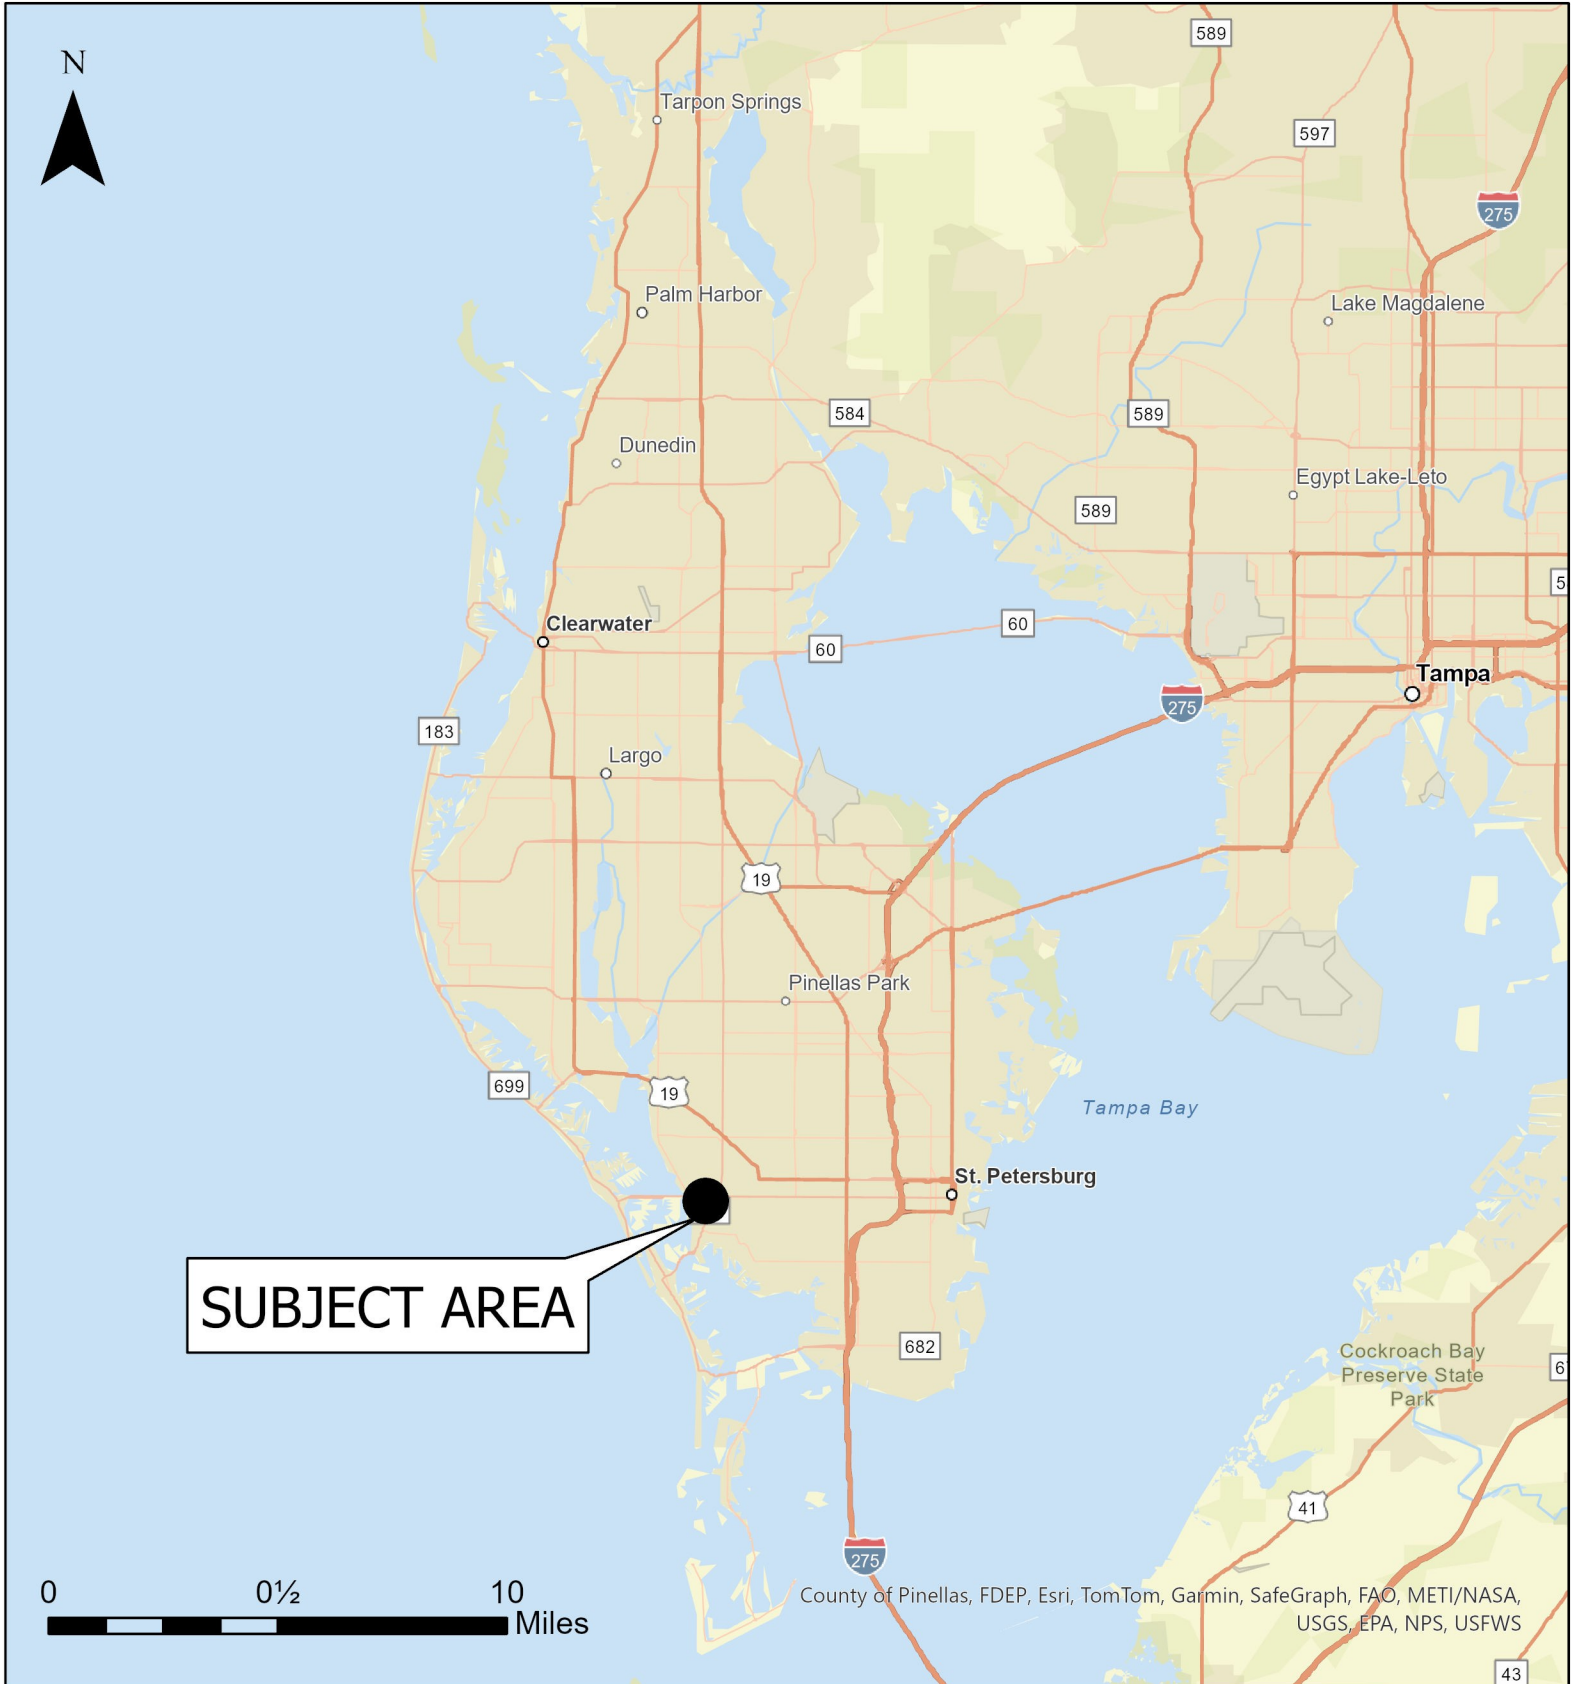 N
589
Tarpon Springs
597
275
Palm Harbor
Lake Magdalene
584
589
Dunedin
Egypt Lake-Leto
589
5
Clearwater
60
60
Tampa
275
183
Largo
19
Pinellas Park
699
19
Tampa Bay
St. Petersburg
SUBJECT AREA
682
Cockroach Bay
Preserve State
Park
41
275
0
0½
10
Miles
County of Pinellas, FDEP, Esri, TomTom, Garmin, SafeGraph, FAO, METI/NASA,
USGS, EPA, NPS, USFWS
43